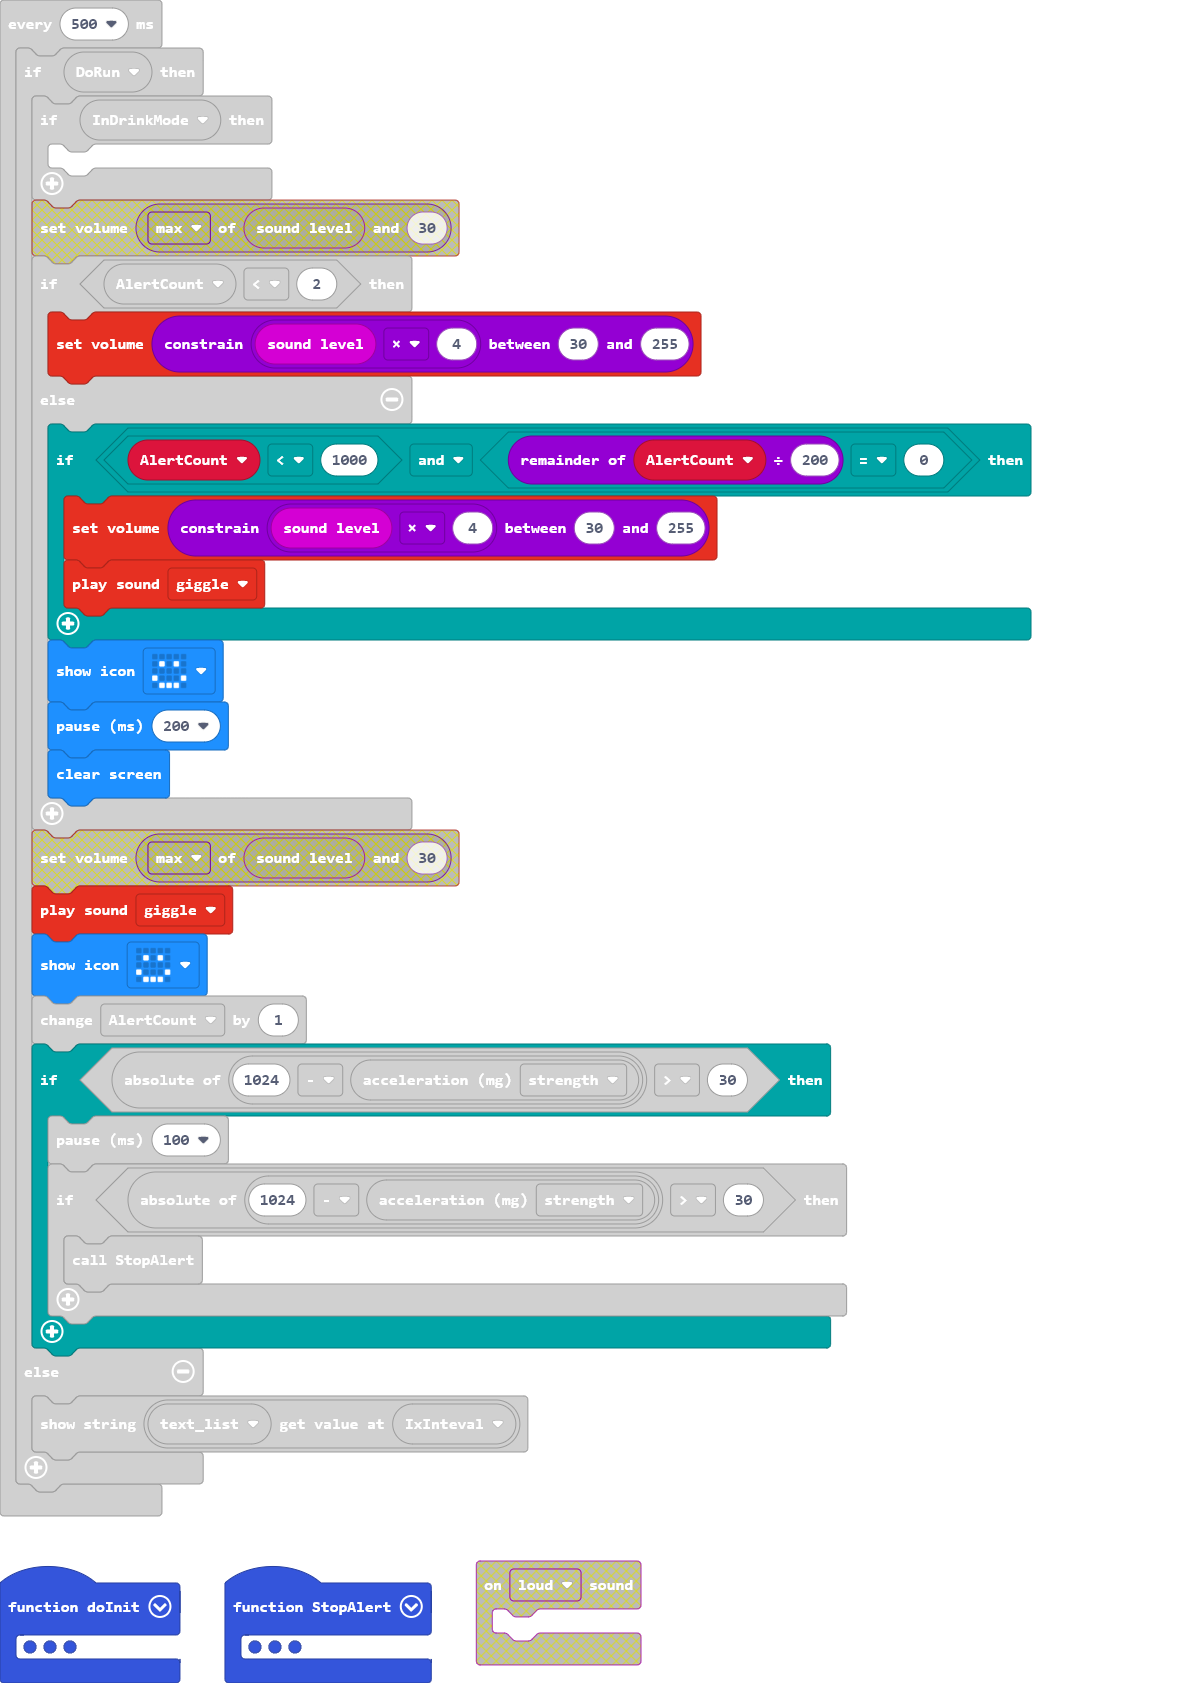 every 500 ms
if DoRun then
if InDrinkMode then
set volume max of sound level and 30
if AlertCount < 2 then
set volume constrain sound level × 4 between 30 and 255
else
if AlertCount < 1000 and remainder of AlertCount ÷ 200 = 0 then
set volume constrain sound level × 4 between 30 and 255
play sound giggle
show icon
pause (ms) 200
clear screen
set volume max of sound level and 30
play sound giggle
show icon
change AlertCount by 1
if absolute of 1024 - acceleration (mg) strength > 30 then
pause (ms) 100
if absolute of 1024 - acceleration (mg) strength > 30 then
call StopAlert
else
show string text_list get value at IxInteval
on loud sound
function doInit
function StopAlert